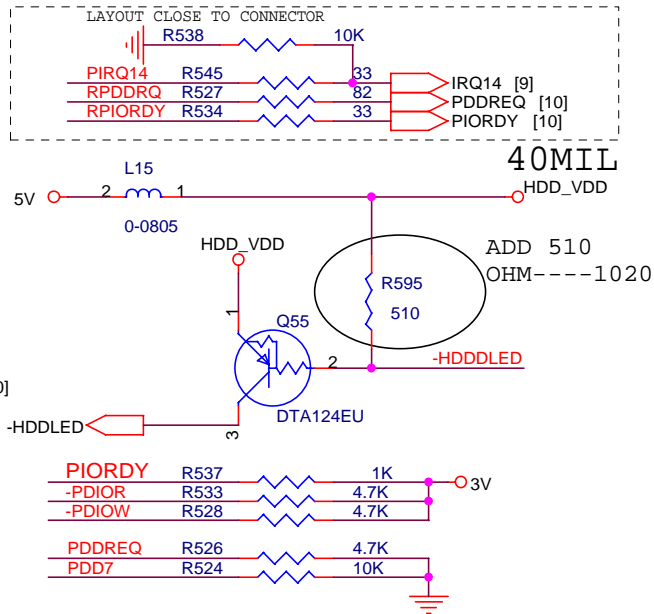 LAYOUT CLOSE TO CONNECTOR
R538 10K
PIRQ14 R545 33 IRQ14 [9]
RPDDRQ R527 82 PDDREQ [10]
RPIORDY R534 33 PIORDY [10]
40MIL
L15
5V 2 1 HDD_VDD
0-0805
HDD_VDD
ADD 510
OHM----1020
R595
510
1 Q55
2 -HDDDLED
DTA124EU
0]
-HDDLED 3
PIORDY R537 1K 3V
-PDIOR R533 4.7K
-PDIOW R528 4.7K
PDDREQ R526 4.7K
PDD7 R524 10K